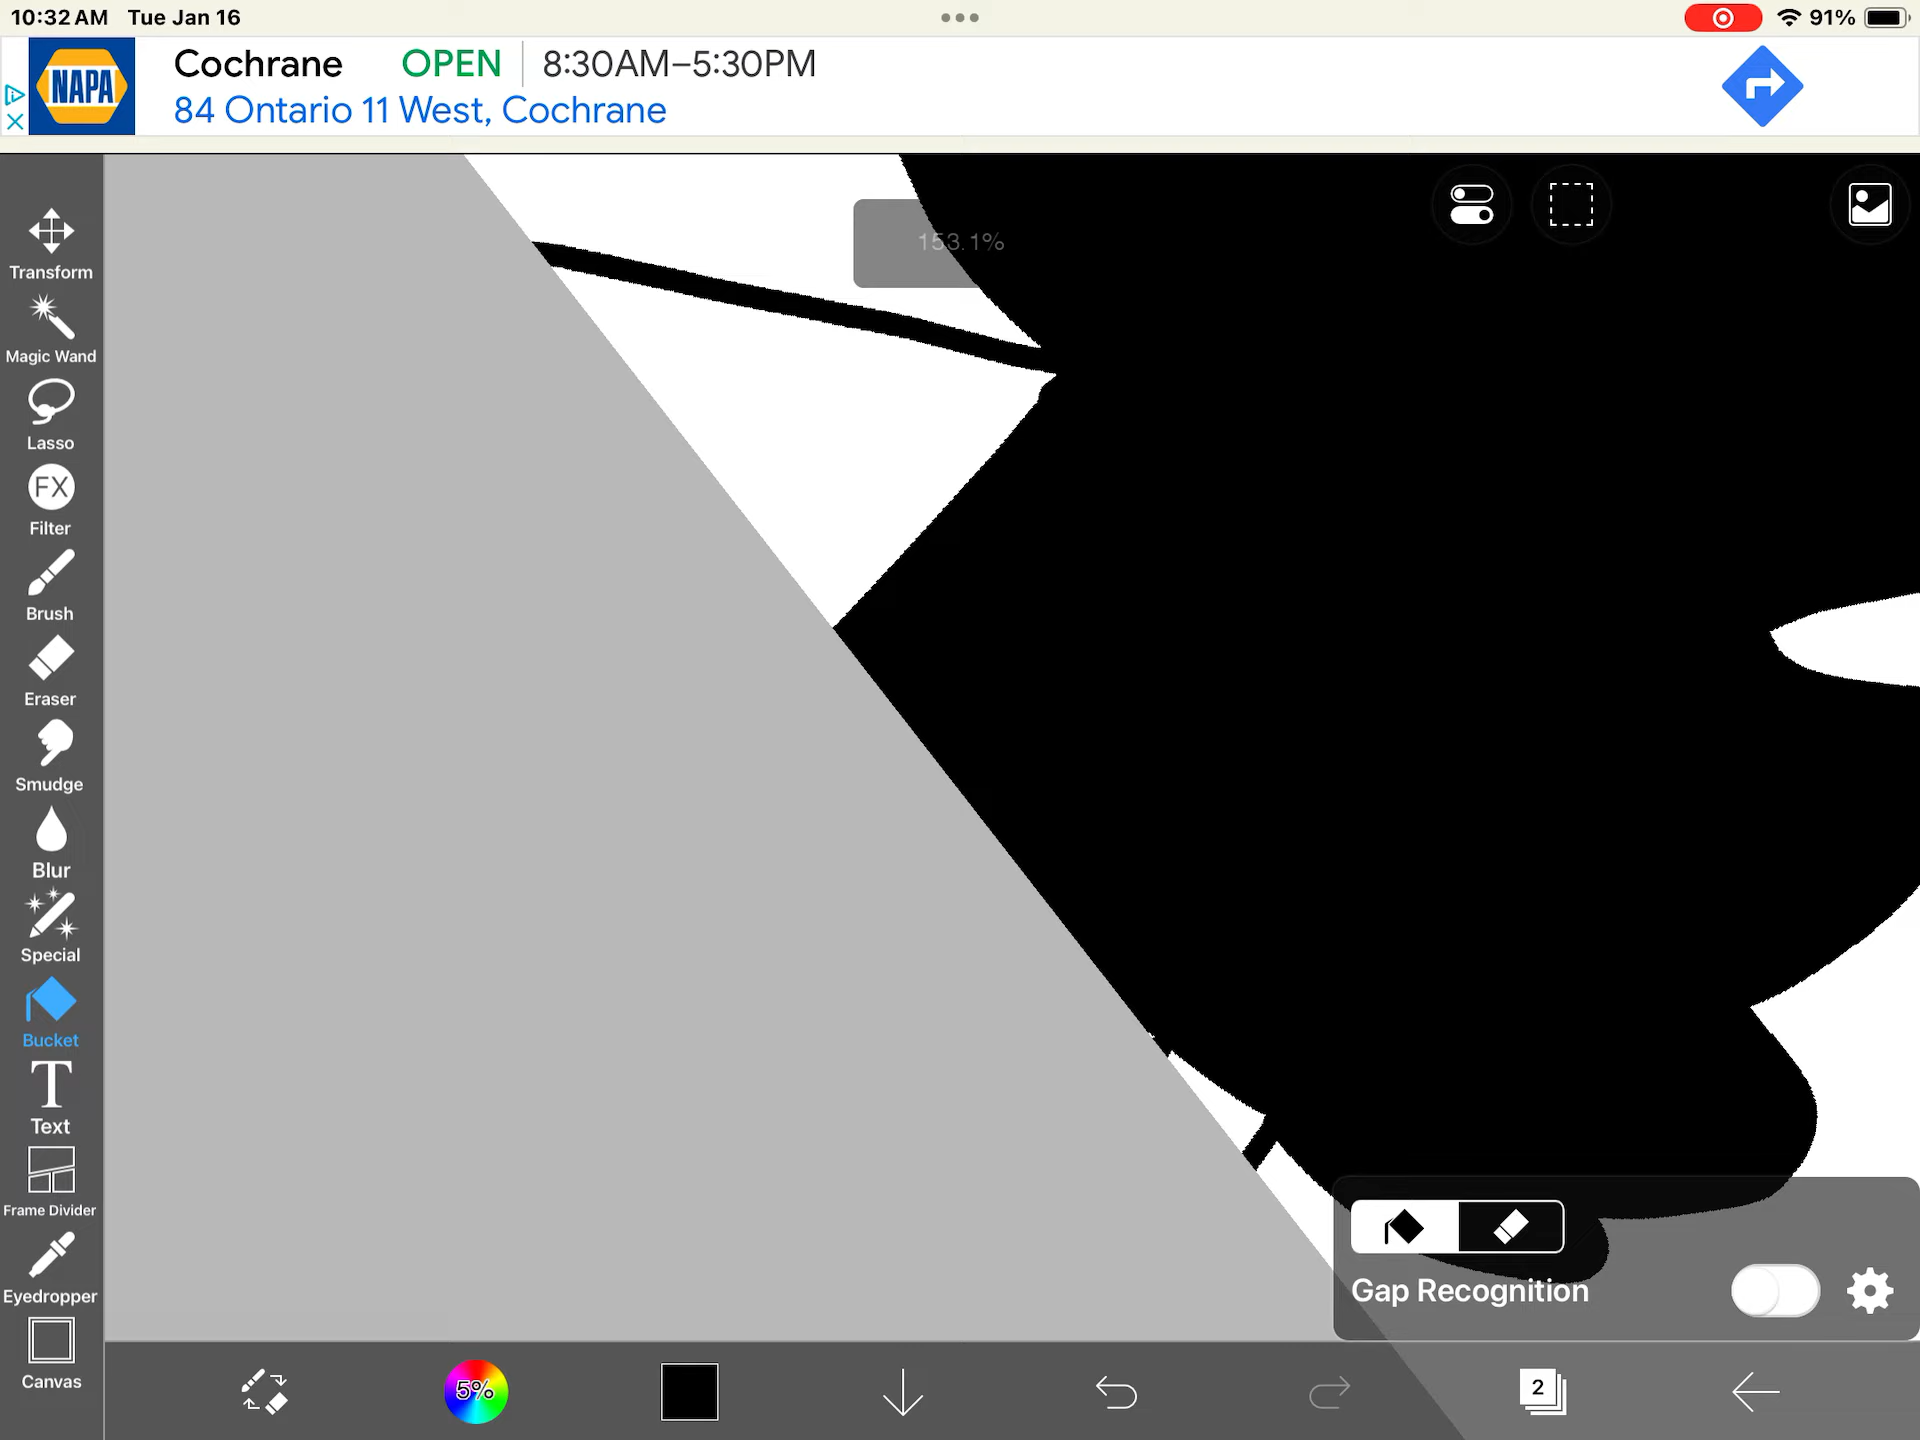 10:32 AM Tue Jan 16
91%
NAPA
Cochrane OPEN 8:30AM–5:30PM
84 Ontario 11 West, Cochrane
153.1%
Transform
Magic Wand
Lasso
FX
Filter
Brush
Eraser
Smudge
Blur
Special
Bucket
T
Text
Frame Divider
Eyedropper
Canvas
Gap Recognition
5%
2